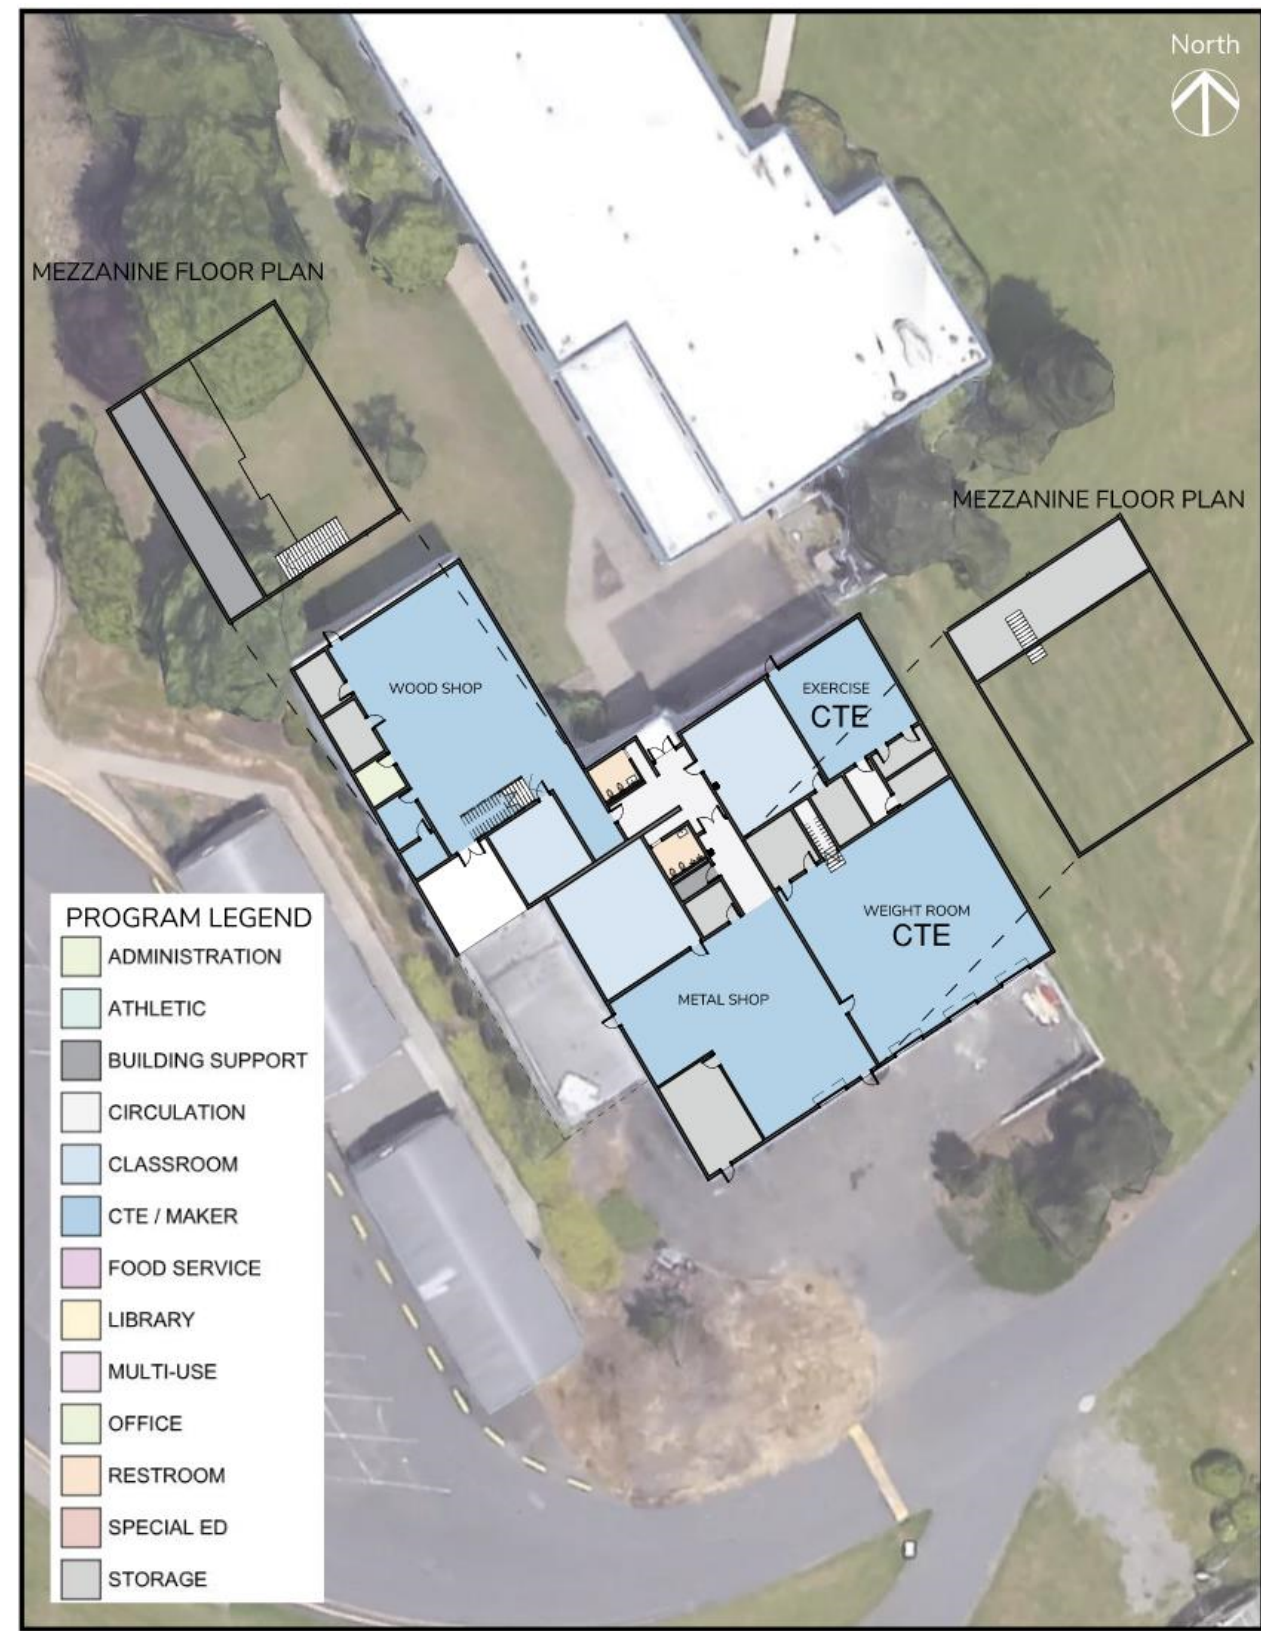 North
MEZZANINE FLOOR PLAN
MEZZANINE FLOOR PLAN
WOOD SHOP
EXERCISE
CTE
WEIGHT ROOM
CTE
METAL SHOP
PROGRAM LEGEND
ADMINISTRATION
ATHLETIC
BUILDING SUPPORT
CIRCULATION
CLASSROOM
CTE / MAKER
FOOD SERVICE
LIBRARY
MULTI-USE
OFFICE
RESTROOM
SPECIAL ED
STORAGE